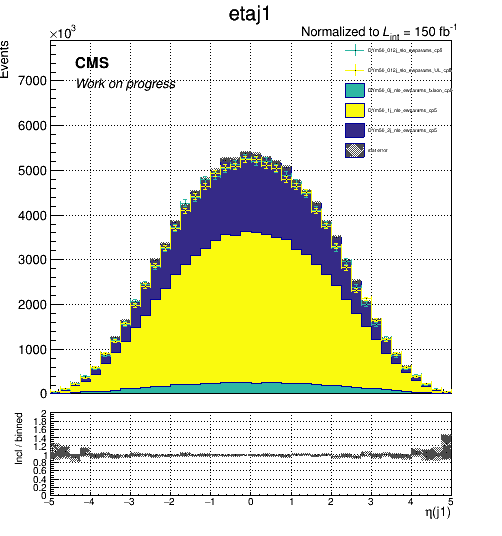 etaj1
Normalized to L_int = 150 fb⁻¹
×10³
Events
CMS
Work on progress
7000
6000
5000
4000
3000
2000
1000
0
stat error
Incl / binned
2
1.8
1.6
1.4
1.2
1
0.8
0.6
0.4
0.2
0
−5 −4 −3 −2 −1 0 1 2 3 4 5
η(j1)